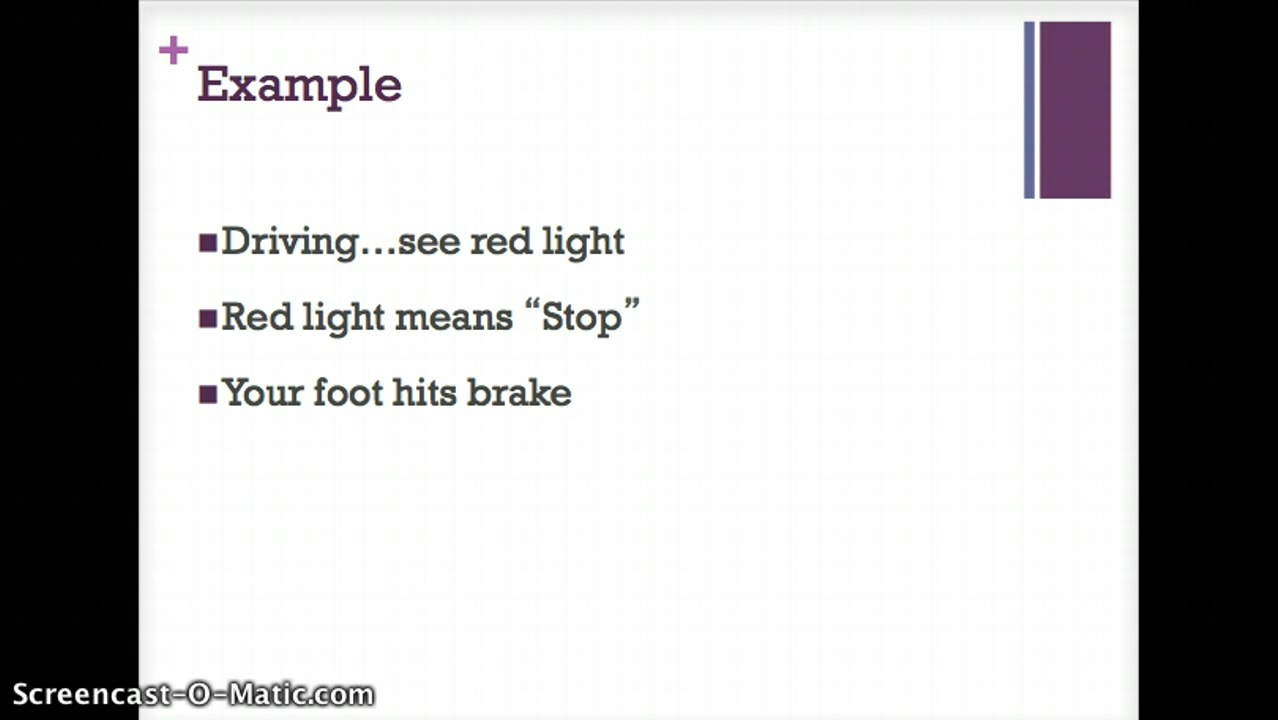 +
Example
Driving...see red light
Red light means “Stop”
Your foot hits brake
Screencast-O-Matic.com